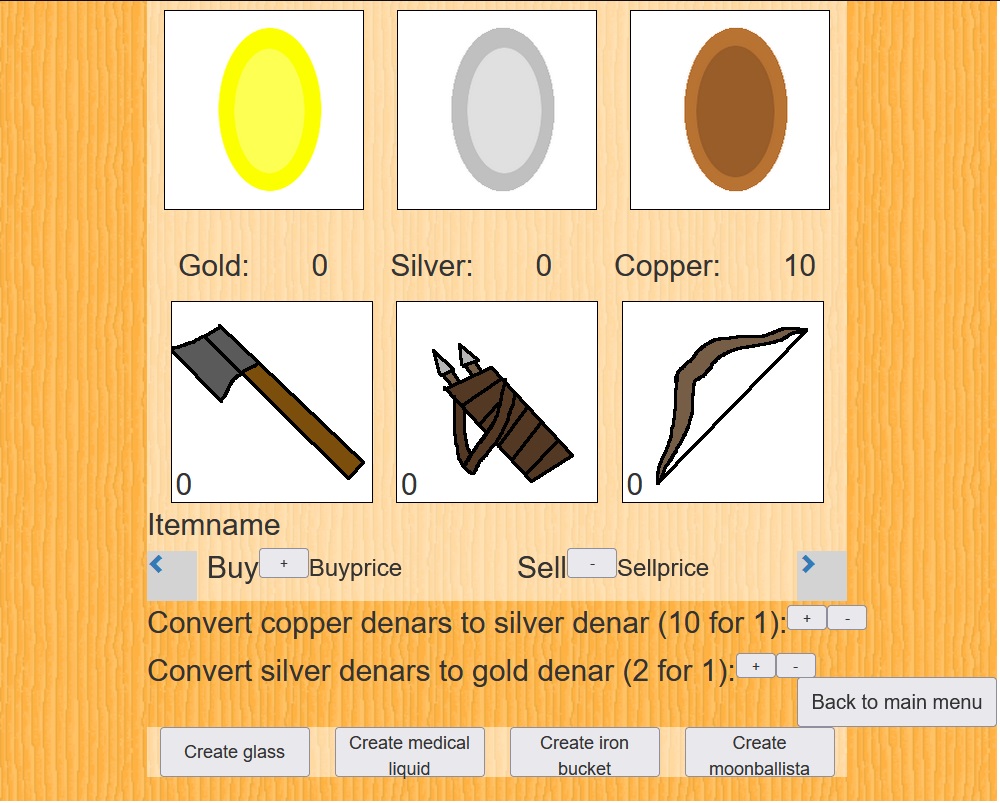 Gold: 0 Silver: 0 Copper: 10
0 0 0
Itemname
Buy + Buyprice Sell - Sellprice
Convert copper denars to silver denar (10 for 1): + -
Convert silver denars to gold denar (2 for 1): + -
Back to main menu
Create glass
Create medical
liquid
Create iron
bucket
Create
moonballista